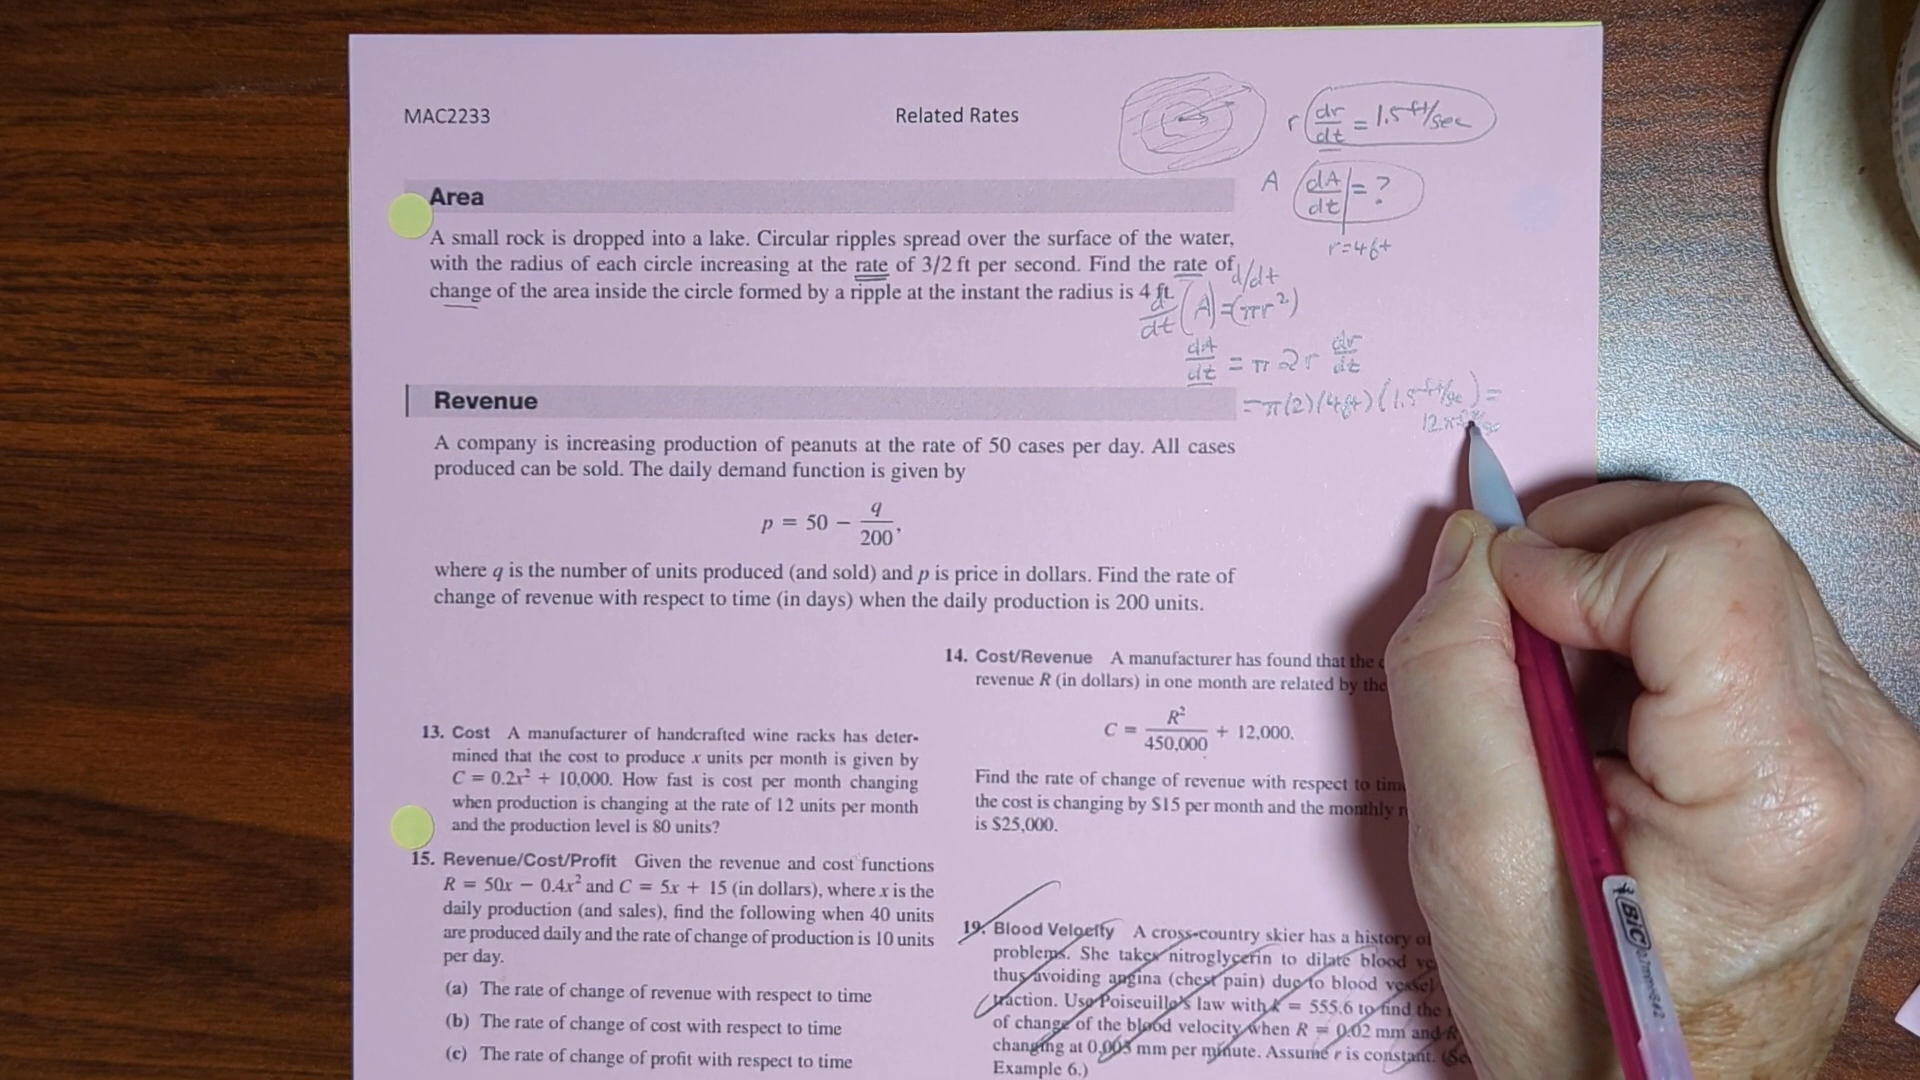 MAC2233
Related Rates
r dr/dt = 1.5 ft/sec
A dA/dt | = ?
r=4ft
Area
A small rock is dropped into a lake. Circular ripples spread over the surface of the water,
with the radius of each circle increasing at the rate of 3/2 ft per second. Find the rate of
change of the area inside the circle formed by a ripple at the instant the radius is 4 ft.
d/dt
d/dt (A)=(πr²)
dA/dt = π 2 r dr/dt
Revenue
=π(2)(4ft)(1.5ft/sec)=
12π
A company is increasing production of peanuts at the rate of 50 cases per day. All cases
produced can be sold. The daily demand function is given by
p = 50 − q/200,
where q is the number of units produced (and sold) and p is price in dollars. Find the rate of
change of revenue with respect to time (in days) when the daily production is 200 units.
13. Cost A manufacturer of handcrafted wine racks has deter-
mined that the cost to produce x units per month is given by
C = 0.2x² + 10,000. How fast is cost per month changing
when production is changing at the rate of 12 units per month
and the production level is 80 units?
15. Revenue/Cost/Profit Given the revenue and cost functions
R = 50x − 0.4x² and C = 5x + 15 (in dollars), where x is the
daily production (and sales), find the following when 40 units
are produced daily and the rate of change of production is 10 units
per day.
(a) The rate of change of revenue with respect to time
(b) The rate of change of cost with respect to time
(c) The rate of change of profit with respect to time
14. Cost/Revenue A manufacturer has found that the
revenue R (in dollars) in one month are related by the
C = R²/450,000 + 12,000.
Find the rate of change of revenue with respect to
the cost is changing by $15 per month and the monthly
is $25,000.
19. Blood Velocity A cross-country skier has a history
problems. She takes nitroglycerin to dilate blood
thus avoiding angina (chest pain) due to blood vessel
traction. Use Poiseuille's law with k = 555.6 to find the
of change of the blood velocity when R = 0.02 mm and
changing at 0.003 mm per minute. Assume r is constant.
Example 6.)
BIC